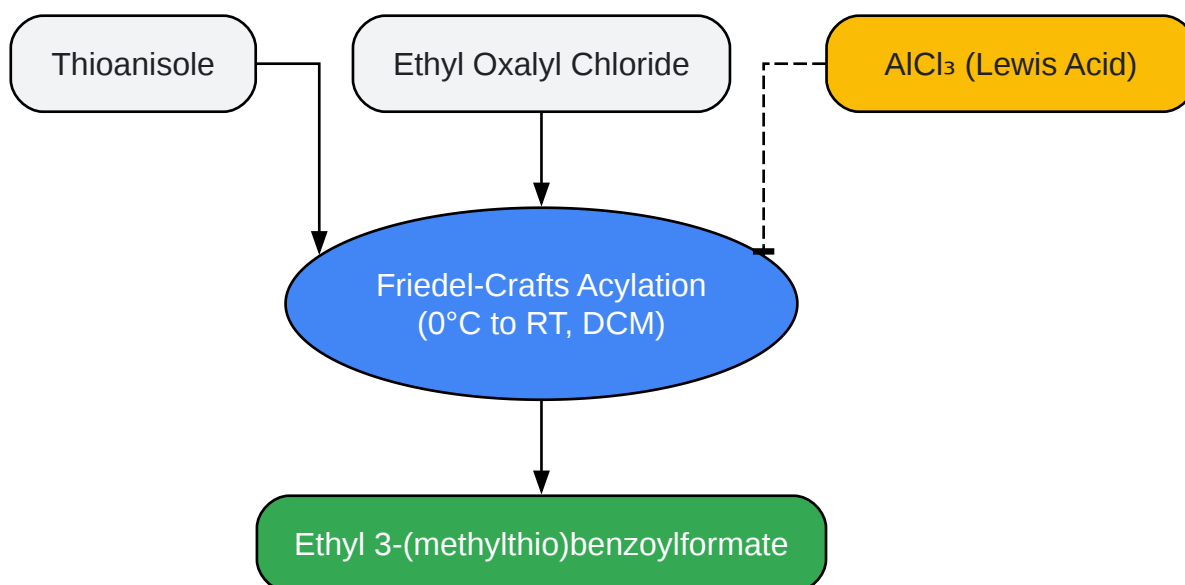 Thioanisole
Ethyl Oxalyl Chloride
AlCl₃ (Lewis Acid)
Friedel-Crafts Acylation
(0°C to RT, DCM)
Ethyl 3-(methylthio)benzoylformate